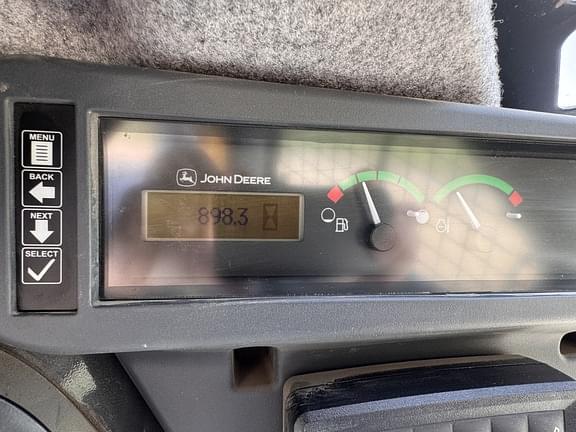 MENU
BACK
NEXT
SELECT
JOHN DEERE
898.3